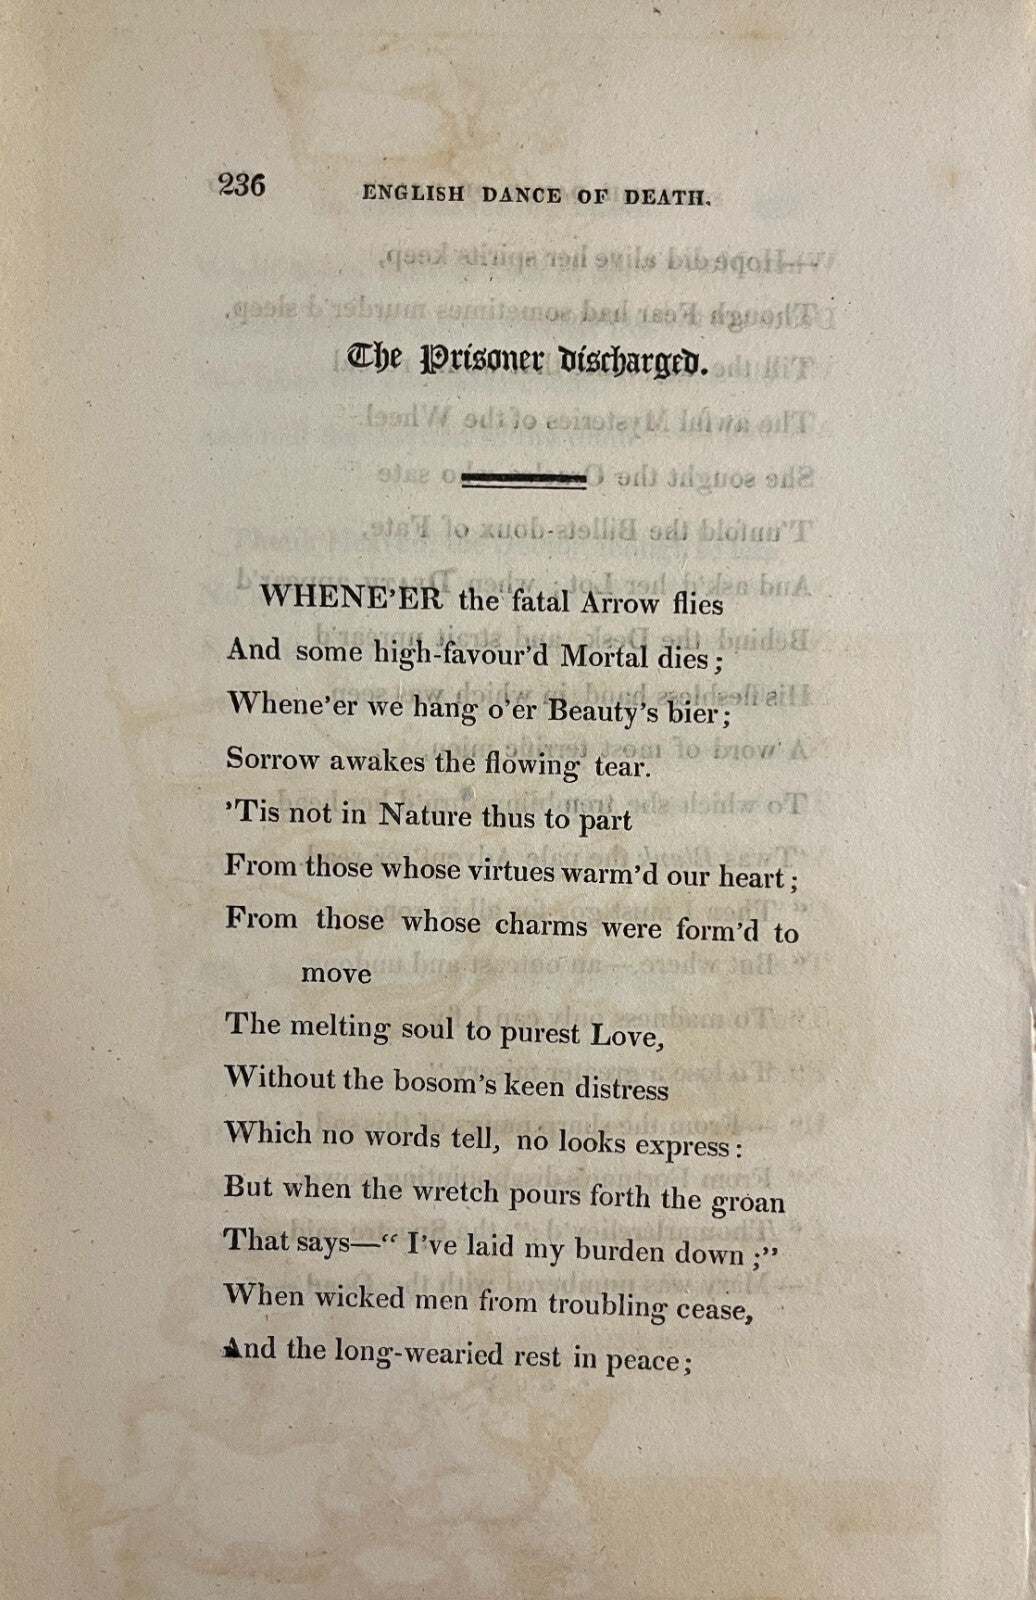 236 ENGLISH DANCE OF DEATH.
The Prisoner discharged.
WHENE'ER the fatal Arrow flies
And some high-favour'd Mortal dies;
Whene'er we hang o'er Beauty's bier;
Sorrow awakes the flowing tear.
'Tis not in Nature thus to part
From those whose virtues warm'd our heart;
From those whose charms were form'd to
move
The melting soul to purest Love,
Without the bosom's keen distress
Which no words tell, no looks express:
But when the wretch pours forth the groan
That says—“ I've laid my burden down ;”
When wicked men from troubling cease,
And the long-wearied rest in peace;